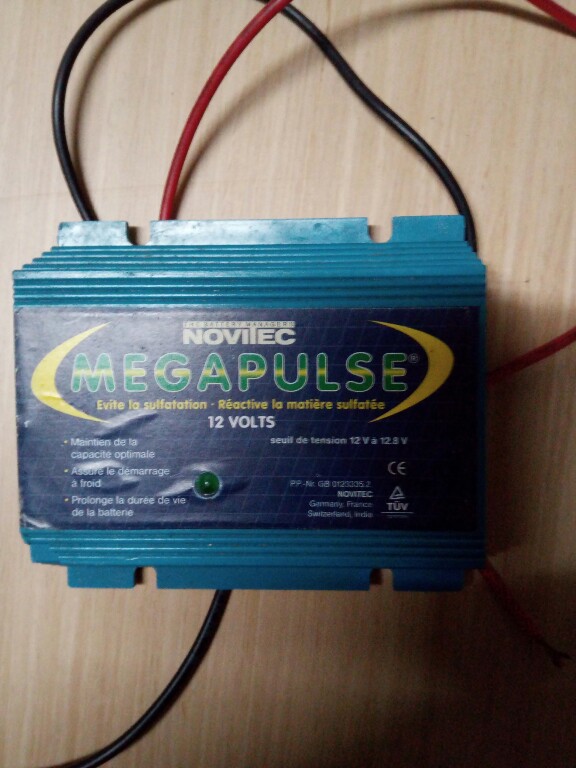 THE BATTERY MANAGER!
NOVITEC
MEGAPULSE®
Evite la sulfatation · Réactive la matière sulfatée
12 VOLTS
seuil de tension 12 V à 12.8 V
• Maintien de la
capacité optimale
• Assure le démarrage
à froid
• Prolonge la durée de vie
de la batterie
CE
P.P.-Nr. GB 0123335.2
NOVITEC
Germany, France
Switzerland, India
TÜV